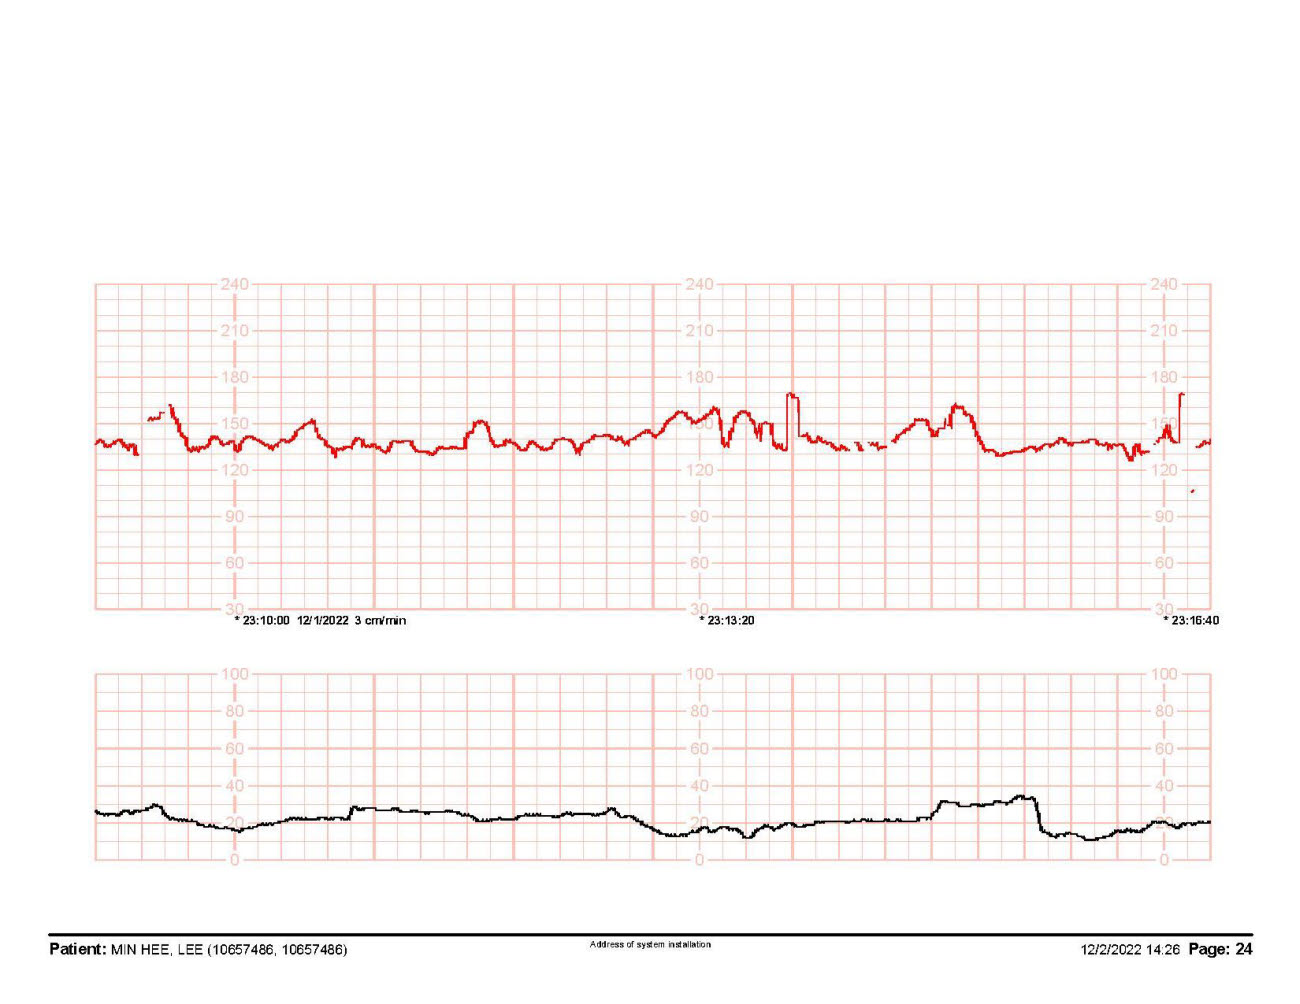 240 240 240
210 210 210
180 180 180
150 150 150
120 120 120
90 90 90
60 60 60
30 30 30
* 23:10:00 12/1/2022 3 cm/min * 23:13:20 * 23:16:40
100 100 100
80 80 80
60 60 60
40 40 40
20 20 20
0 0 0
Patient: MIN HEE, LEE (10657486, 10657486) Address of system installation 12/2/2022 14:26 Page: 24